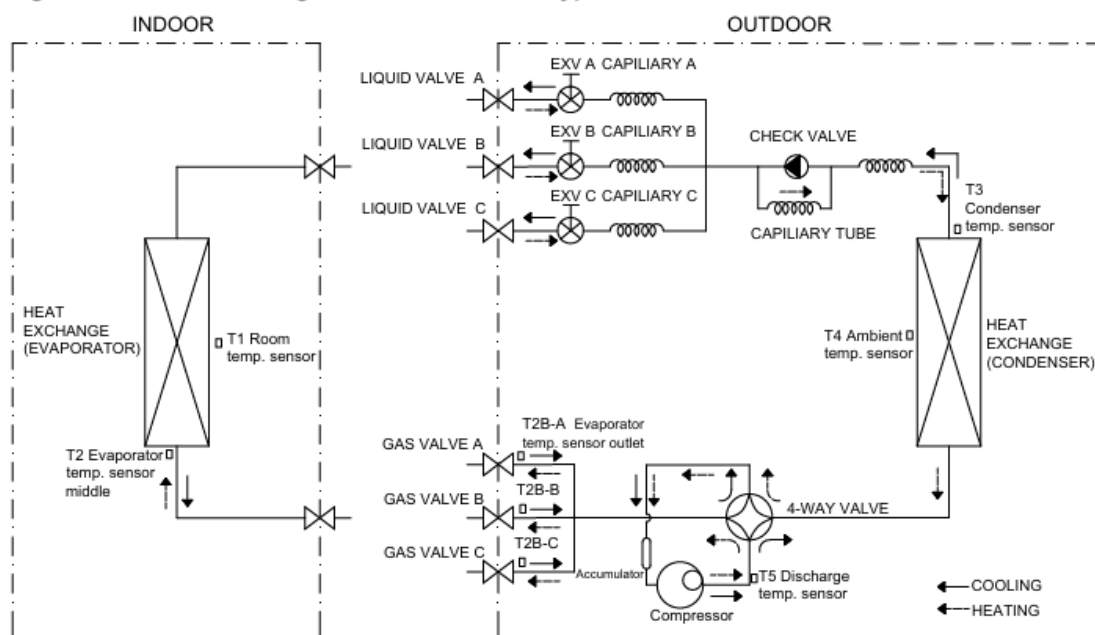 INDOOR
OUTDOOR
LIQUID VALVE A
EXV A CAPILIARY A
LIQUID VALVE B
EXV B CAPILIARY B
CHECK VALVE
LIQUID VALVE C
EXV C CAPILIARY C
CAPILIARY TUBE
T3
Condenser
temp. sensor
HEAT
EXCHANGE
(EVAPORATOR)
T1 Room
temp. sensor
T4 Ambient
temp. sensor
HEAT
EXCHANGE
(CONDENSER)
T2 Evaporator
temp. sensor
middle
GAS VALVE A
T2B-A Evaporator
temp. sensor outlet
GAS VALVE B
T2B-B
4-WAY VALVE
GAS VALVE C
T2B-C
Accumulator
Compressor
T5 Discharge
temp. sensor
COOLING
HEATING